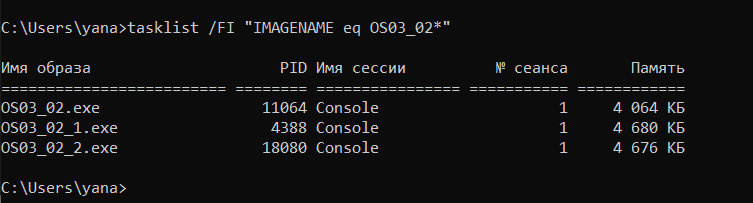 C:\Users\yana>tasklist /FI "IMAGENAME eq OS03_02*"
Имя образа                     PID Имя сессии          № сеанса       Память
========================= ======== ================ =========== ============
OS03_02.exe                  11064 Console                    1     4 064 КБ
OS03_02_1.exe                 4388 Console                    1     4 680 КБ
OS03_02_2.exe                18080 Console                    1     4 676 КБ
C:\Users\yana>